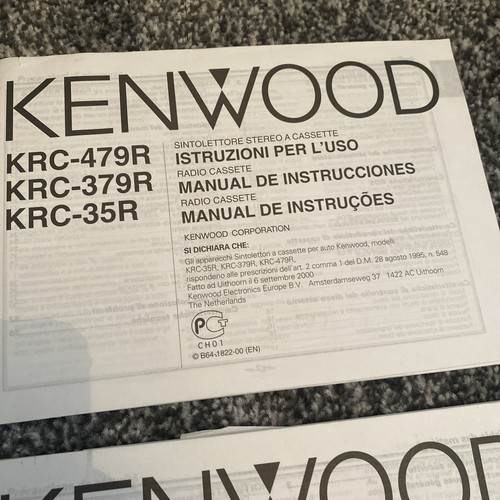 KENWOOD
KRC-479R
KRC-379R
KRC-35R
SINTOLETTORE STEREO A CASSETTE
ISTRUZIONI PER L'USO
RADIO CASSETE
MANUAL DE INSTRUCCIONES
RADIO CASSETE
MANUAL DE INSTRUÇÕES
KENWOOD CORPORATION
SI DICHIARA CHE:
Gli apparecchi Sintolettori a cassette per auto Kenwood, modelli
KRC-35R, KRC-379R, KRC-479R,
rispondeno alle prescrizioni dell'art. 2 comma 1 del D.M. 28 agosto 1995, n. 548
Fatto ad Uithoorn il 6 settembre 2000
Kenwood Electronics Europe B.V. Amsterdamseweg 37 1422 AC Uithoorn
The Netherlands
CH01
© B64-1822-00 (EN)
KENWOOD